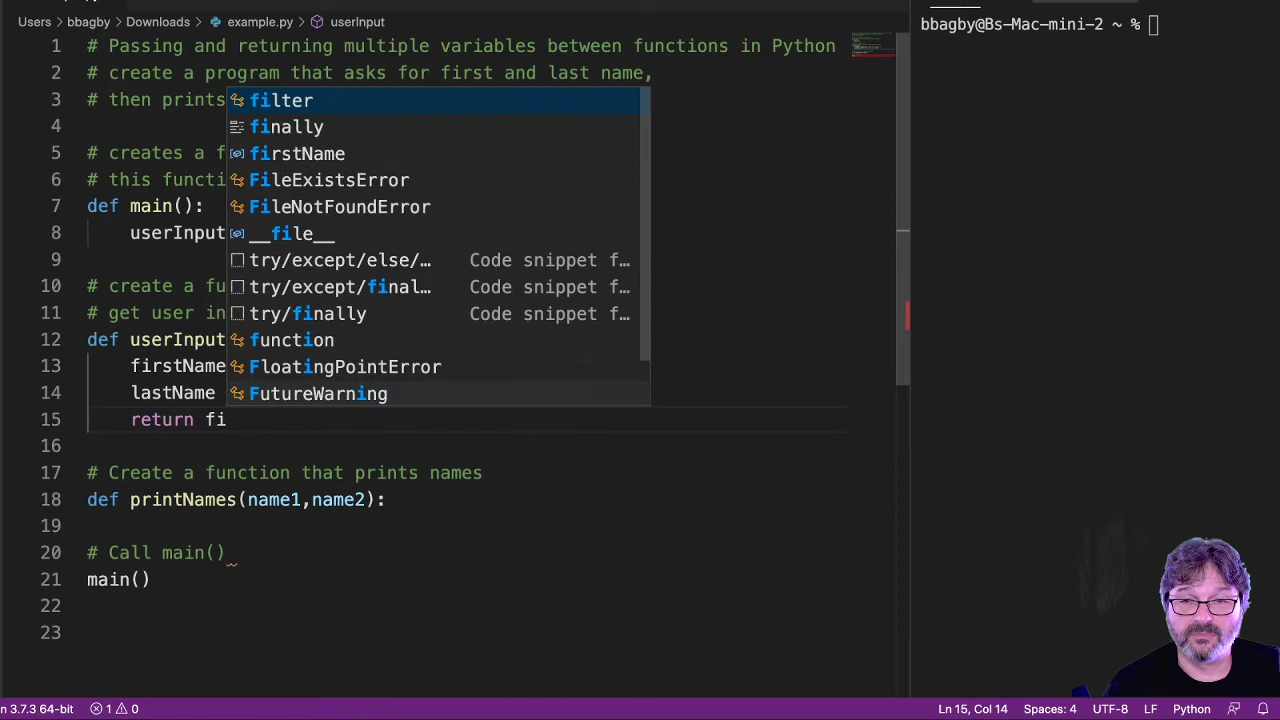 Users > bbagby > Downloads > example.py > userInput
bbagby@Bs-Mac-mini-2 ~ %
1 # Passing and returning multiple variables between functions in Python
2 # create a program that asks for first and last name,
3 # then prints
4
5 # creates a f
6 # this functi
7 def main():
8 userInput
9
10 # create a fu
11 # get user in
12 def userInput
13 firstName
14 lastName
15 return fi
16
17 # Create a function that prints names
18 def printNames(name1,name2):
19
20 # Call main()
21 main()
22
23
filter
finally
firstName
FileExistsError
FileNotFoundError
__file__
try/except/else/… Code snippet f…
try/except/final… Code snippet f…
try/finally Code snippet f…
function
FloatingPointError
FutureWarning
n 3.7.3 64-bit 1 0 Ln 15, Col 14 Spaces: 4 UTF-8 LF Python